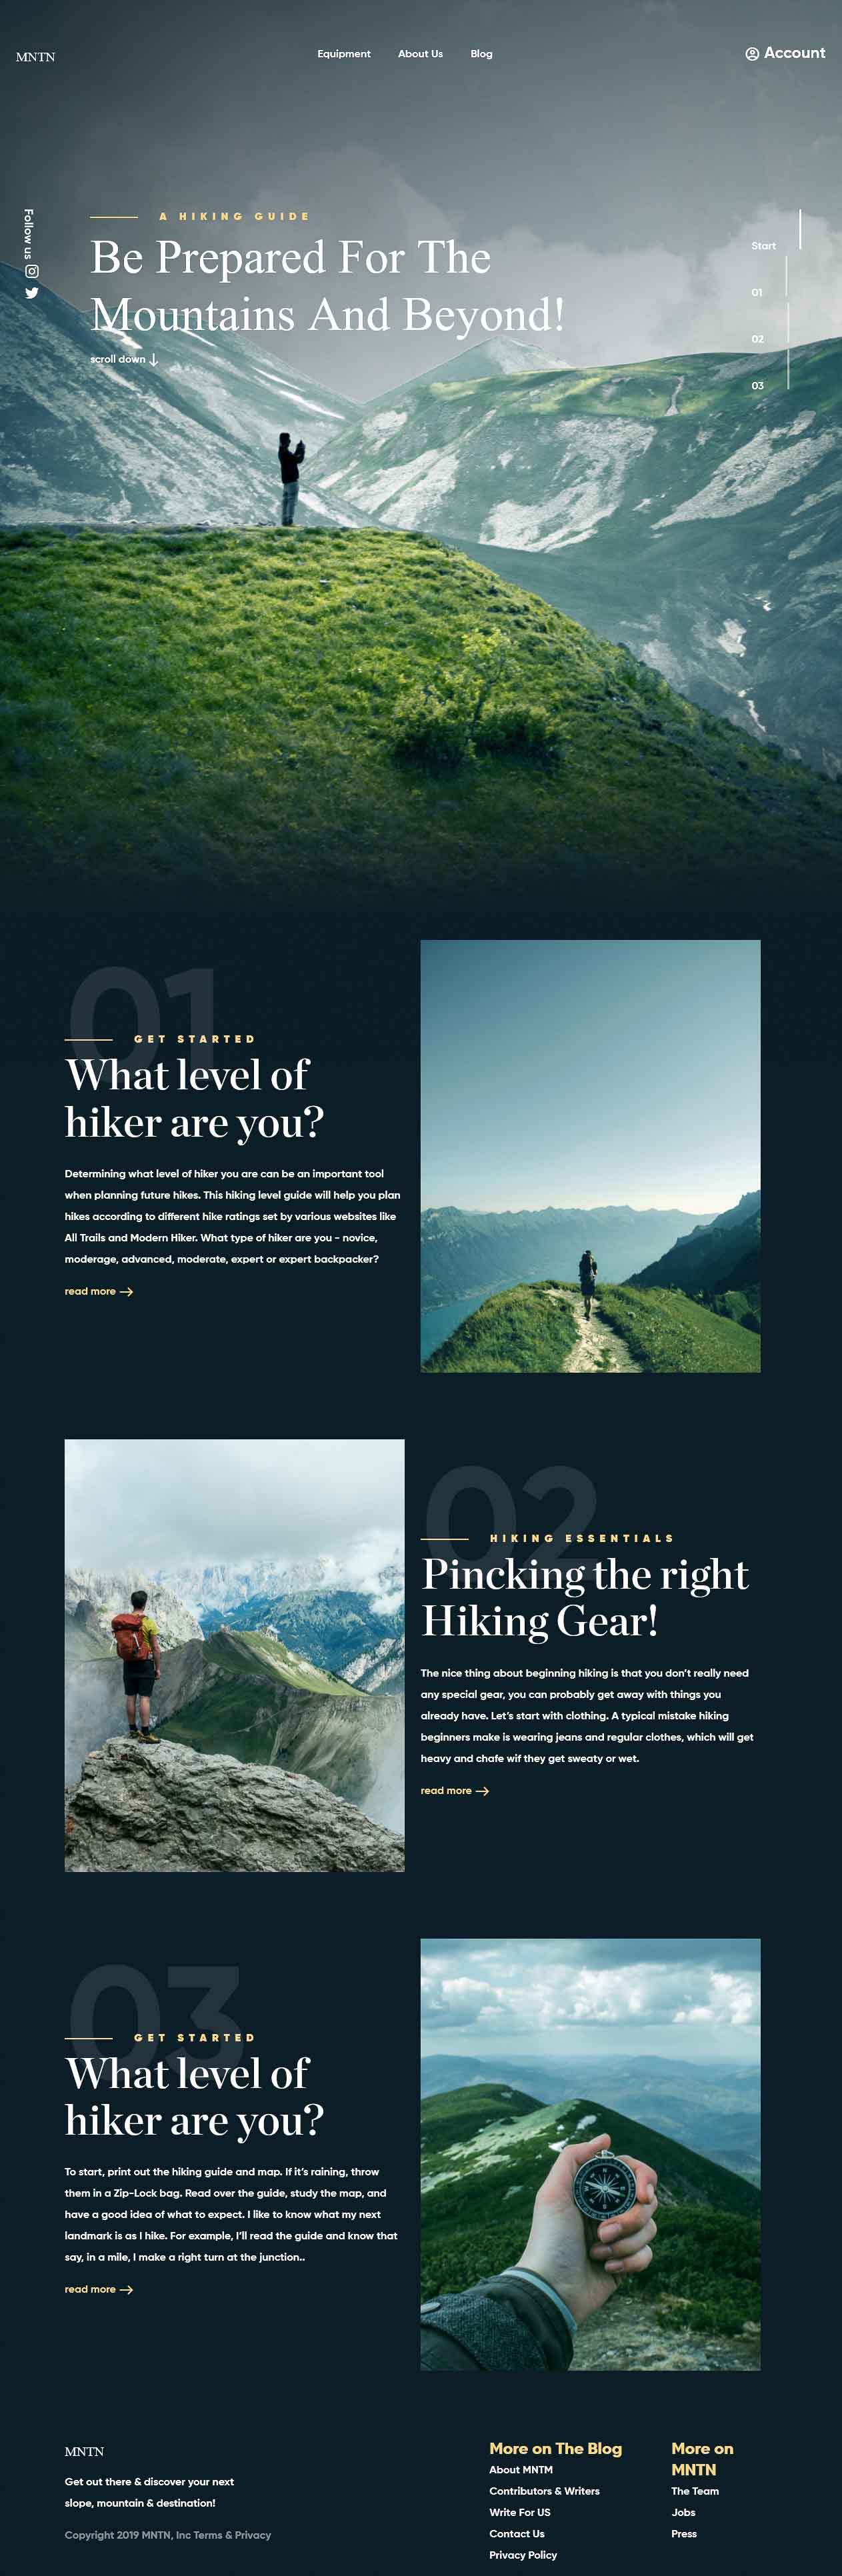 MNTN
Equipment
About Us
Blog
Account
Follow us
A HIKING GUIDE
Be Prepared For The
Mountains And Beyond!
scroll down
Start
01
02
03
01
GET STARTED
What level of
hiker are you?
Determining what level of hiker you are can be an important tool
when planning future hikes. This hiking level guide will help you plan
hikes according to different hike ratings set by various websites like
All Trails and Modern Hiker. What type of hiker are you - novice,
moderage, advanced, moderate, expert or expert backpacker?
read more
02
HIKING ESSENTIALS
Pincking the right
Hiking Gear!
The nice thing about beginning hiking is that you don’t really need
any special gear, you can probably get away with things you
already have. Let’s start with clothing. A typical mistake hiking
beginners make is wearing jeans and regular clothes, which will get
heavy and chafe wif they get sweaty or wet.
read more
03
GET STARTED
What level of
hiker are you?
To start, print out the hiking guide and map. If it’s raining, throw
them in a Zip-Lock bag. Read over the guide, study the map, and
have a good idea of what to expect. I like to know what my next
landmark is as I hike. For example, I’ll read the guide and know that
say, in a mile, I make a right turn at the junction..
read more
MNTN
Get out there & discover your next
slope, mountain & destination!
Copyright 2019 MNTN, Inc Terms & Privacy
More on The Blog
About MNTM
Contributors & Writers
Write For US
Contact Us
Privacy Policy
More on
MNTN
The Team
Jobs
Press